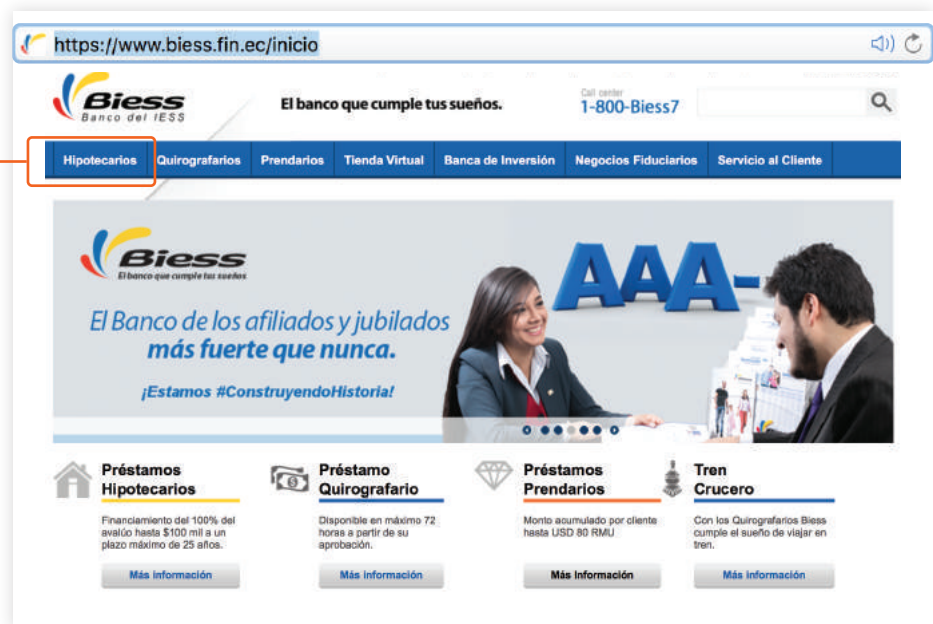 https://www.biess.fin.ec/inicio
Biess
Banco del IESS
El banco que cumple tus sueños.
Call center
1-800-Biess7
Hipotecarios Quirografarios Prendarios Tienda Virtual Banca de Inversión Negocios Fiduciarios Servicio al Cliente
Biess
El banco que cumple tus sueños
AAA-
El Banco de los afiliados y jubilados
más fuerte que nunca.
¡Estamos #ConstruyendoHistoria!
Préstamos
Hipotecarios
Financiamiento del 100% del
avalúo hasta $100 mil a un
plazo máximo de 25 años.
Más información
Préstamo
Quirografario
Disponible en máximo 72
horas a partir de su
aprobación.
Más información
Préstamos
Prendarios
Monto acumulado por cliente
hasta USD 80 RMU
Más información
Tren
Crucero
Con los Quirografarios Biess
cumple el sueño de viajar en
tren.
Más información